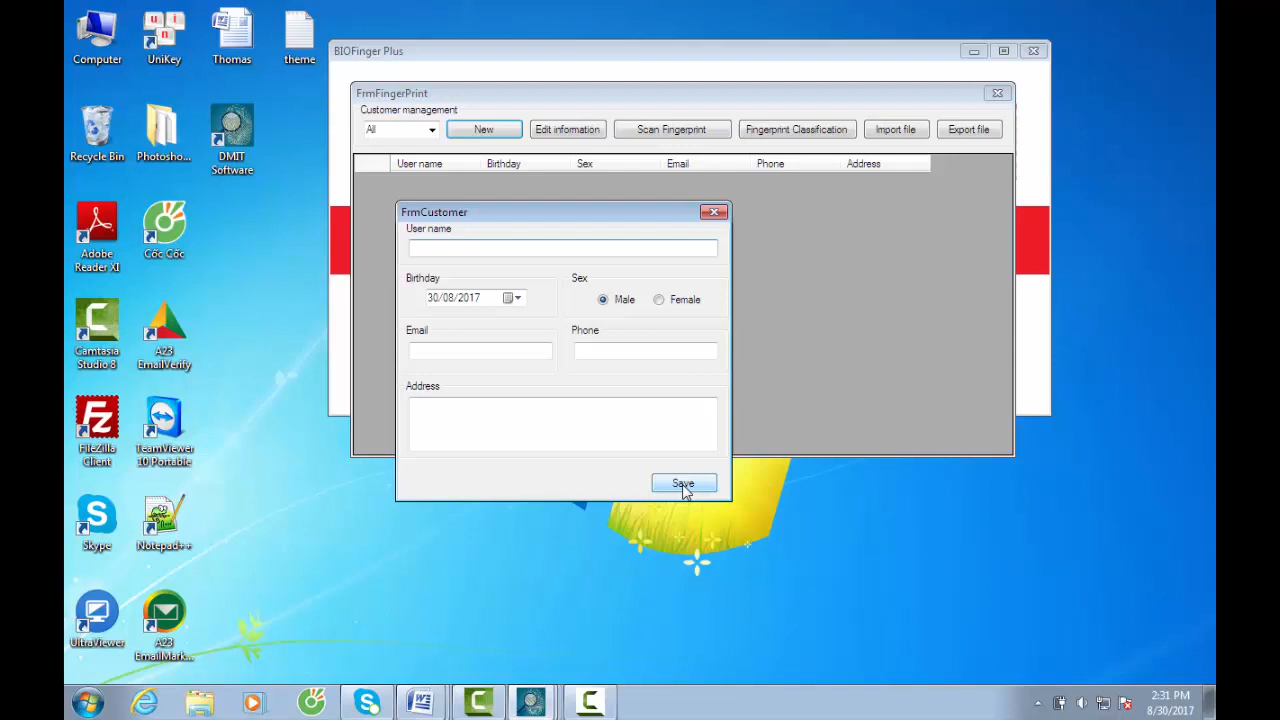 Computer
UniKey
Thomas
theme
Recycle Bin
Photosho...
DMIT
Software
Adobe
Reader XI
Cốc Cốc
Camtasia
Studio 8
A23
EmailVerify
FileZilla
Client
TeamViewer
10 Portable
Skype
Notepad++
UltraViewer
A23
EmailMark...
BIOFinger Plus
FrmFingerPrint
Customer management
All New Edit information Scan Fingerprint Fingerprint Classification Import file Export file
User name Birthday Sex Email Phone Address
FrmCustomer
User name
Birthday Sex
30/08/2017 Male Female
Email Phone
Address
Save
2:31 PM
8/30/2017